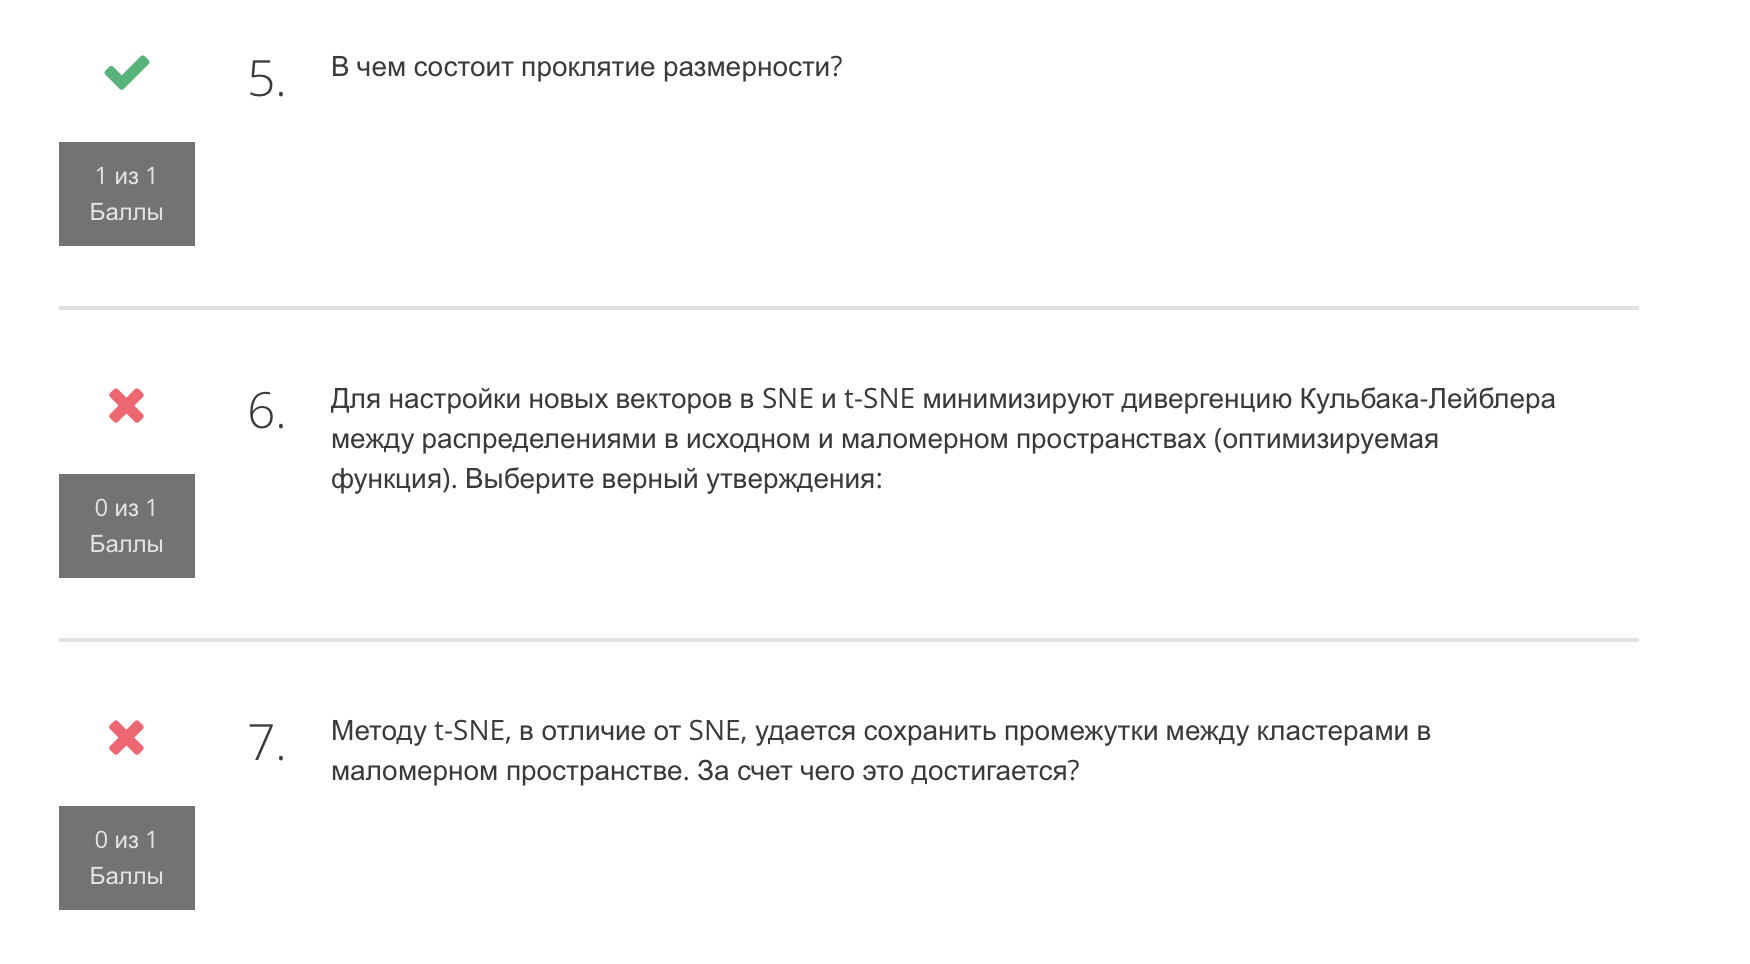 5.
В чем состоит проклятие размерности?
1 из 1
Баллы
6.
Для настройки новых векторов в SNE и t-SNE минимизируют дивергенцию Кульбака-Лейблера
между распределениями в исходном и маломерном пространствах (оптимизируемая
функция). Выберите верный утверждения:
0 из 1
Баллы
7.
Методу t-SNE, в отличие от SNE, удается сохранить промежутки между кластерами в
маломерном пространстве. За счет чего это достигается?
0 из 1
Баллы